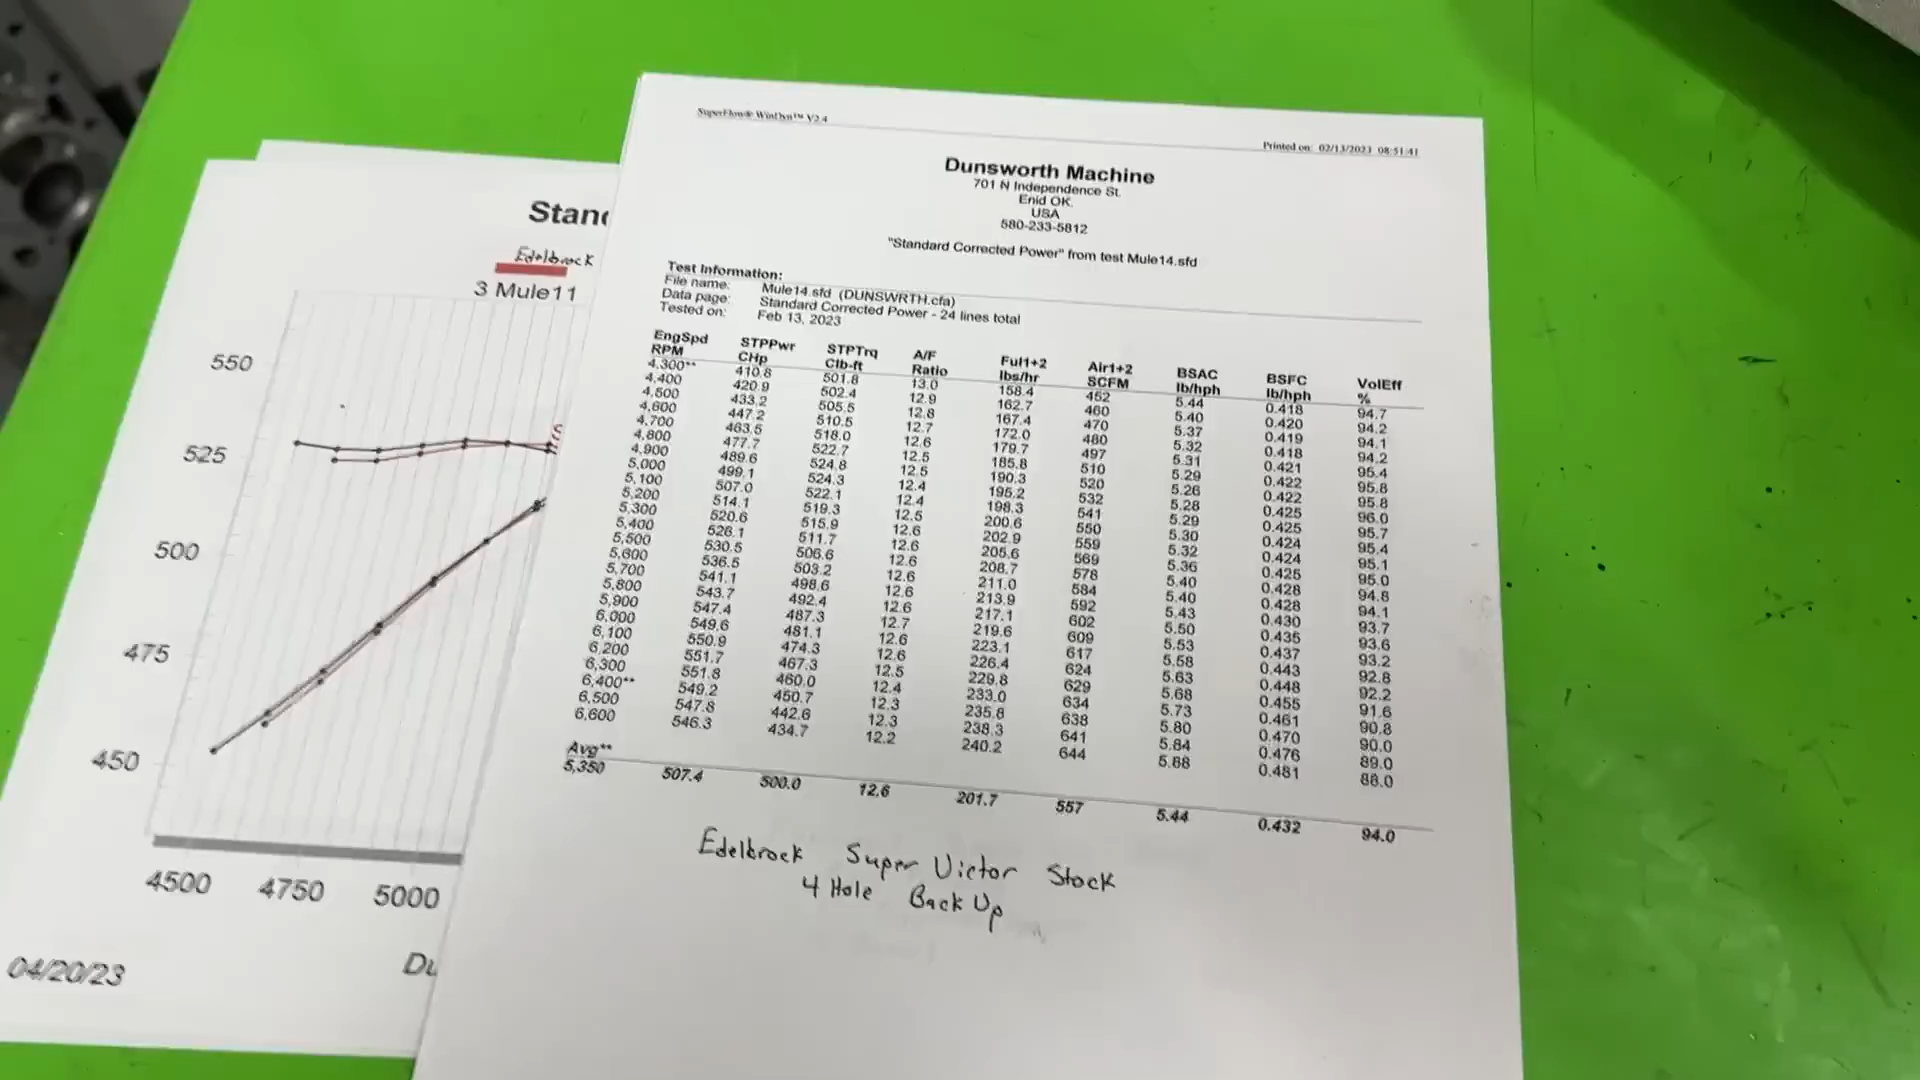 SuperFlow® WinDyn™ V2.4
Printed on: 02/13/2023 08:51:41
Dunsworth Machine
701 N Independence St.
Enid OK.
USA
580-233-5812
"Standard Corrected Power" from test Mule14.sfd
Test Information:
File name: Mule14.sfd (DUNSWRTH.cfa)
Data page: Standard Corrected Power - 24 lines total
Tested on: Feb 13, 2023
EngSpd STPPwr STPTrq A/F Ful1+2 Air1+2 BSAC BSFC VolEff
RPM CHp Clb-ft Ratio lbs/hr SCFM lb/hph lb/hph %
4,300** 410.8 501.8 13.0 158.4 452 5.44 0.418 94.7
4,400 420.9 502.4 12.9 162.7 460 5.40 0.420 94.2
4,500 433.2 505.5 12.8 167.4 470 5.37 0.419 94.1
4,600 447.2 510.5 12.7 172.0 480 5.32 0.418 94.2
4,700 463.5 518.0 12.6 179.7 497 5.31 0.421 95.4
4,800 477.7 522.7 12.5 185.8 510 5.29 0.422 95.8
4,900 489.6 524.8 12.5 190.3 520 5.26 0.422 95.8
5,000 499.1 524.3 12.4 195.2 532 5.28 0.425 96.0
5,100 507.0 522.1 12.4 198.3 541 5.29 0.425 95.7
5,200 514.1 519.3 12.5 200.6 550 5.30 0.424 95.4
5,300 520.6 515.9 12.6 202.9 559 5.32 0.424 95.1
5,400 526.1 511.7 12.6 205.6 569 5.36 0.425 95.0
5,500 530.5 506.6 12.6 208.7 578 5.40 0.428 94.8
5,600 536.5 503.2 12.6 211.0 584 5.40 0.428 94.1
5,700 541.1 498.6 12.6 213.9 592 5.43 0.430 93.7
5,800 543.7 492.4 12.6 217.1 602 5.50 0.435 93.6
5,900 547.4 487.3 12.7 219.6 609 5.53 0.437 93.2
6,000 549.6 481.1 12.6 223.1 617 5.58 0.443 92.8
6,100 550.9 474.3 12.6 226.4 624 5.63 0.448 92.2
6,200 551.7 467.3 12.5 229.8 629 5.68 0.455 91.6
6,300 551.8 460.0 12.4 233.0 634 5.73 0.461 90.8
6,400** 549.2 450.7 12.3 235.8 638 5.80 0.470 90.0
6,500 547.8 442.6 12.3 238.3 641 5.84 0.476 89.0
6,600 546.3 434.7 12.2 240.2 644 5.88 0.481 88.0
Avg**
5,350 507.4 500.0 12.6 201.7 557 5.44 0.432 94.0
Edelbrock Super Victor Stock
4 Hole Back Up
Stand
Edelbrock
3 Mule11
550
525
500
475
450
4500 4750 5000
04/20/23
Du